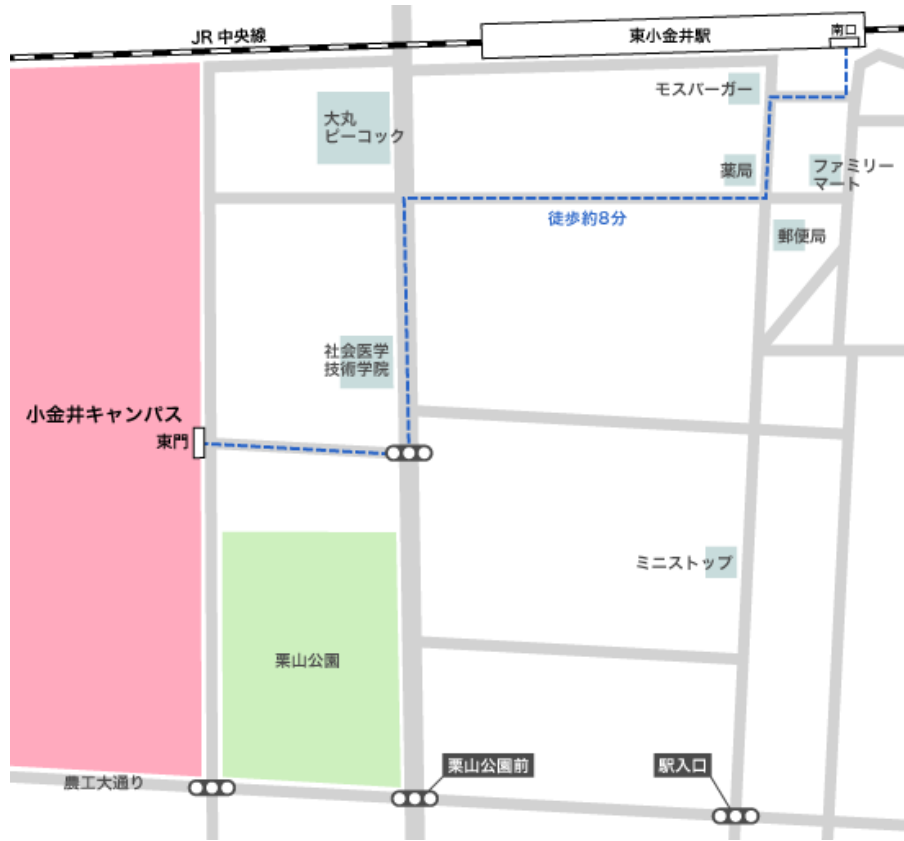 JR 中央線
東小金井駅
南口
モスバーガー
大丸
ピーコック
薬局
ファミリー
マート
徒歩約8分
郵便局
社会医学
技術学院
小金井キャンパス
東門
ミニストップ
栗山公園
栗山公園前
駅入口
農工大通り